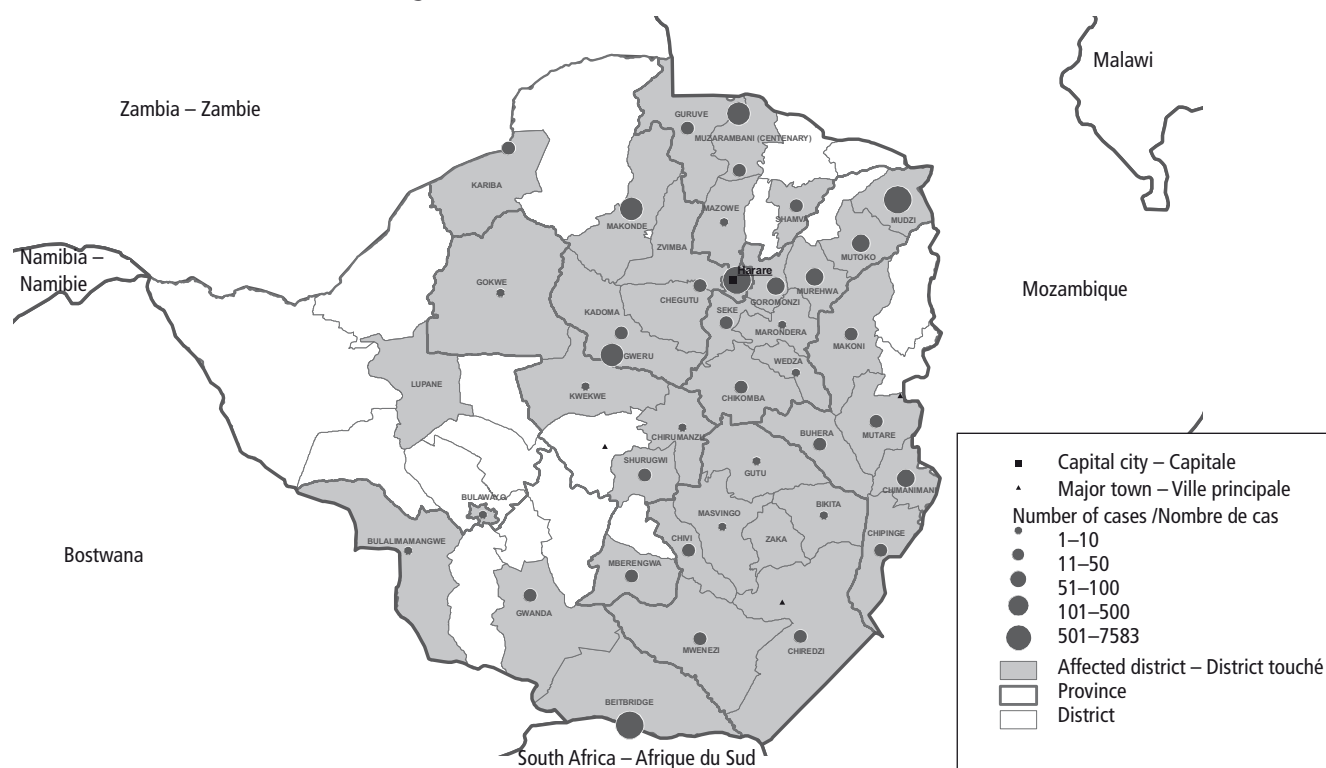 Malawi
Zambia – Zambie
GURUVE
MUZARAMBANI (CENTENARY)
KARIBA
MAZOWE
SHAMVA
MUDZI
MAKONDE
ZVIMBA
MUTOKO
Namibia –
Namibie
Harare
GOKWE
MUREHWA
Mozambique
CHEGUTU
GOROMONZI
KADOMA
SEKE
MARONDERA
MAKONI
GWERU
WEDZA
LUPANE
KWEKWE
CHIKOMBA
CHIRUMANZU
BUHERA
MUTARE
SHURUGWI
GUTU
CHIMANIMANI
BULAWAYO
MASVINGO
BIKITA
CHIPINGE
BULALIMAMANGWE
CHIVI
ZAKA
Bostwana
MBERENGWA
GWANDA
MWENEZI
CHIREDZI
BEITBRIDGE
South Africa – Afrique du Sud
Capital city – Capitale
Major town – Ville principale
Number of cases /Nombre de cas
1–10
11–50
51–100
101–500
501–7583
Affected district – District touché
Province
District